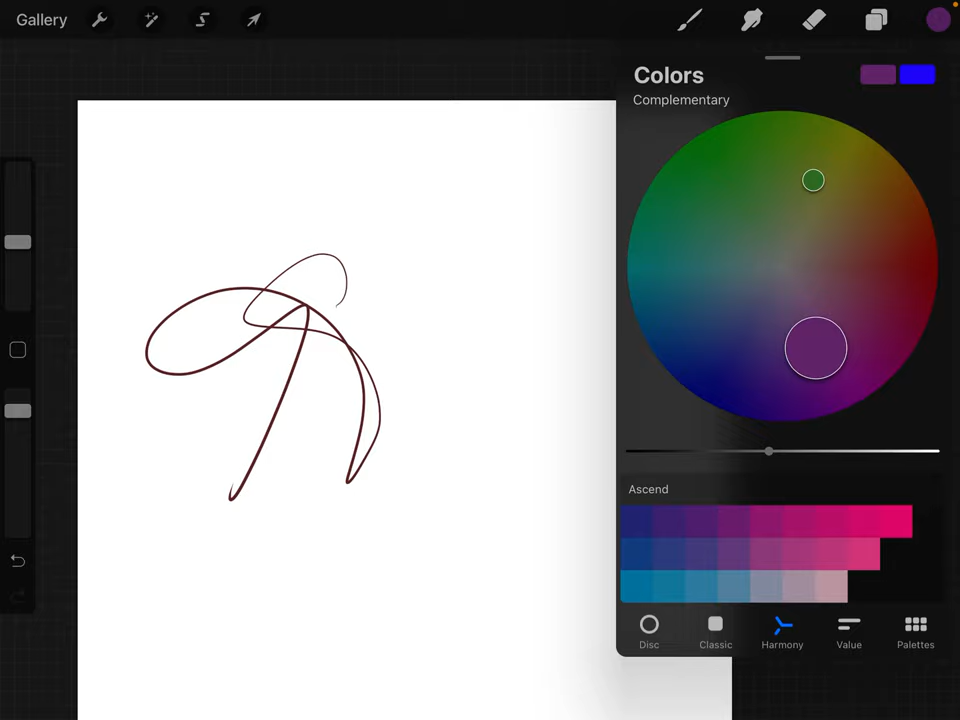 Gallery
Colors
Complementary
Ascend
Disc Classic Harmony Value Palettes